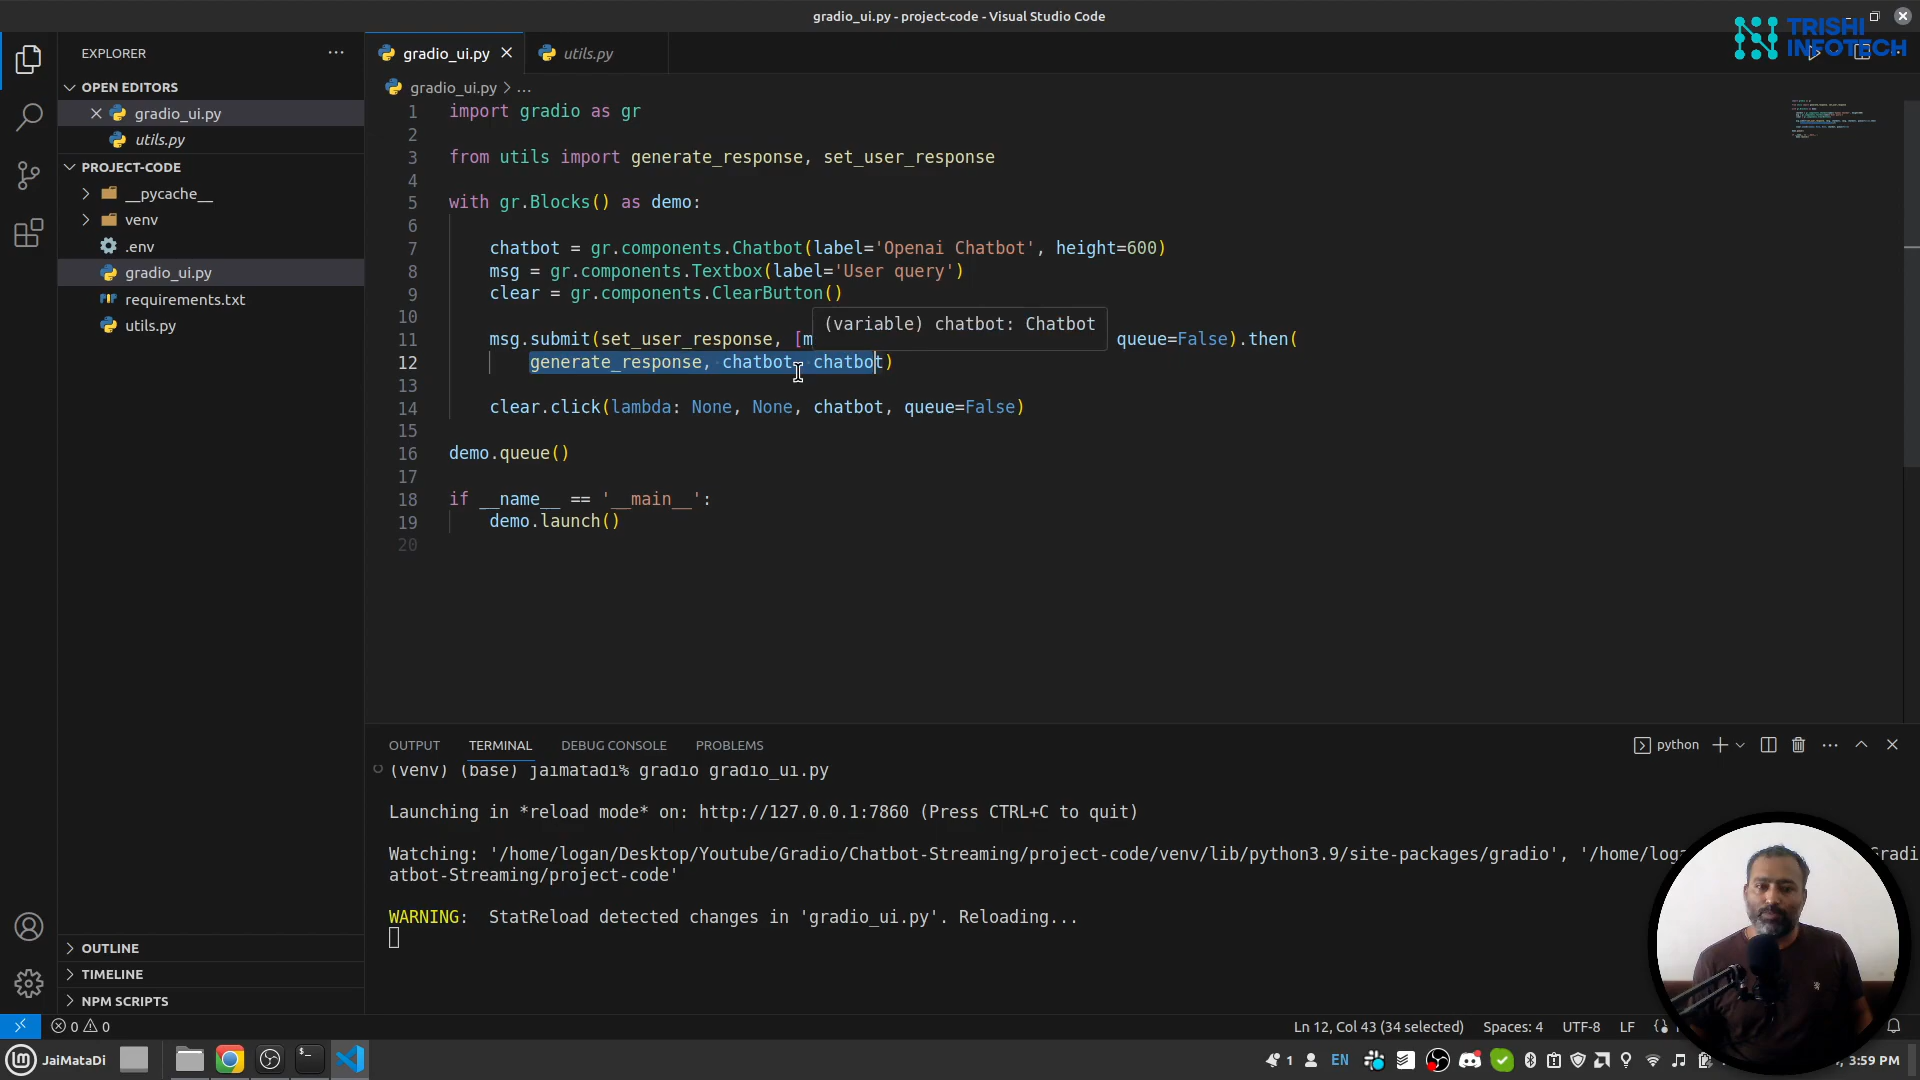 gradio_ui.py - project-code - Visual Studio Code
TRISHI
INFOTECH
EXPLORER
OPEN EDITORS
gradio_ui.py
utils.py
PROJECT-CODE
__pycache__
venv
.env
gradio_ui.py
requirements.txt
utils.py
OUTLINE
TIMELINE
NPM SCRIPTS
gradio_ui.py
utils.py
gradio_ui.py > ...
1 import gradio as gr
2
3 from utils import generate_response, set_user_response
4
5 with gr.Blocks() as demo:
6
7 chatbot = gr.components.Chatbot(label='Openai Chatbot', height=600)
8 msg = gr.components.Textbox(label='User query')
9 clear = gr.components.ClearButton()
10
(variable) chatbot: Chatbot
11 msg.submit(set_user_response, [m queue=False).then(
12 generate_response, chatbot, chatbot)
13
14 clear.click(lambda: None, None, chatbot, queue=False)
15
16 demo.queue()
17
18 if __name__ == '__main__':
19 demo.launch()
20
OUTPUT TERMINAL DEBUG CONSOLE PROBLEMS
python
(venv) (base) jaimatadi% gradio gradio_ui.py
Launching in *reload mode* on: http://127.0.0.1:7860 (Press CTRL+C to quit)
Watching: '/home/logan/Desktop/Youtube/Gradio/Chatbot-Streaming/project-code/venv/lib/python3.9/site-packages/gradio', '/home/log
adi
atbot-Streaming/project-code'
WARNING: StatReload detected changes in 'gradio_ui.py'. Reloading...
0 0
Ln 12, Col 43 (34 selected) Spaces: 4 UTF-8 LF
JaiMataDi
1 EN 3:59 PM